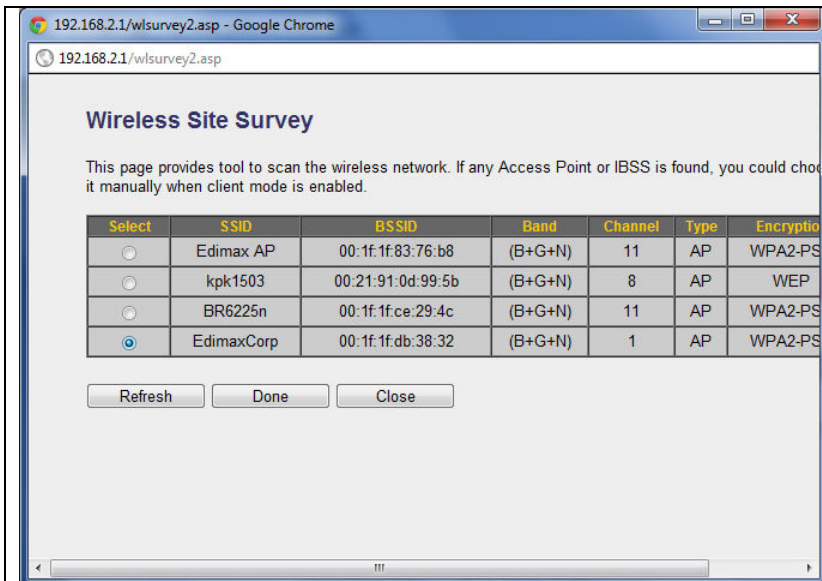 192.168.2.1/wlsurvey2.asp - Google Chrome
192.168.2.1/wlsurvey2.asp
Wireless Site Survey
This page provides tool to scan the wireless network. If any Access Point or IBSS is found, you could choo
it manually when client mode is enabled.
Select SSID BSSID Band Channel Type Encryptio
Edimax AP 00:1f:1f:83:76:b8 (B+G+N) 11 AP WPA2-PS
kpk1503 00:21:91:0d:99:5b (B+G+N) 8 AP WEP
BR6225n 00:1f:1f:ce:29:4c (B+G+N) 11 AP WPA2-PS
EdimaxCorp 00:1f:1f:db:38:32 (B+G+N) 1 AP WPA2-PS
Refresh Done Close